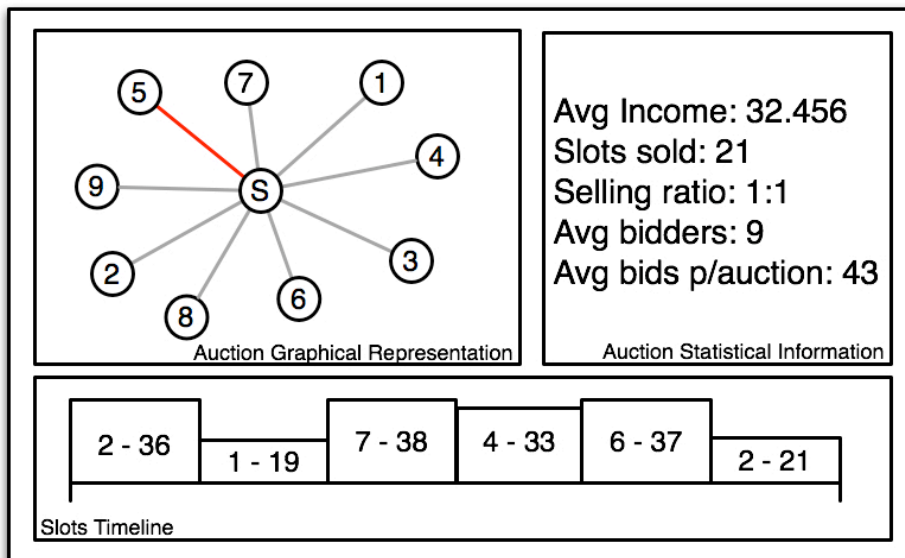 5
7
1
4
9
S
2
3
8
6
Auction Graphical Representation
Avg Income: 32.456
Slots sold: 21
Selling ratio: 1:1
Avg bidders: 9
Avg bids p/auction: 43
Auction Statistical Information
2 - 36
1 - 19
7 - 38
4 - 33
6 - 37
2 - 21
Slots Timeline